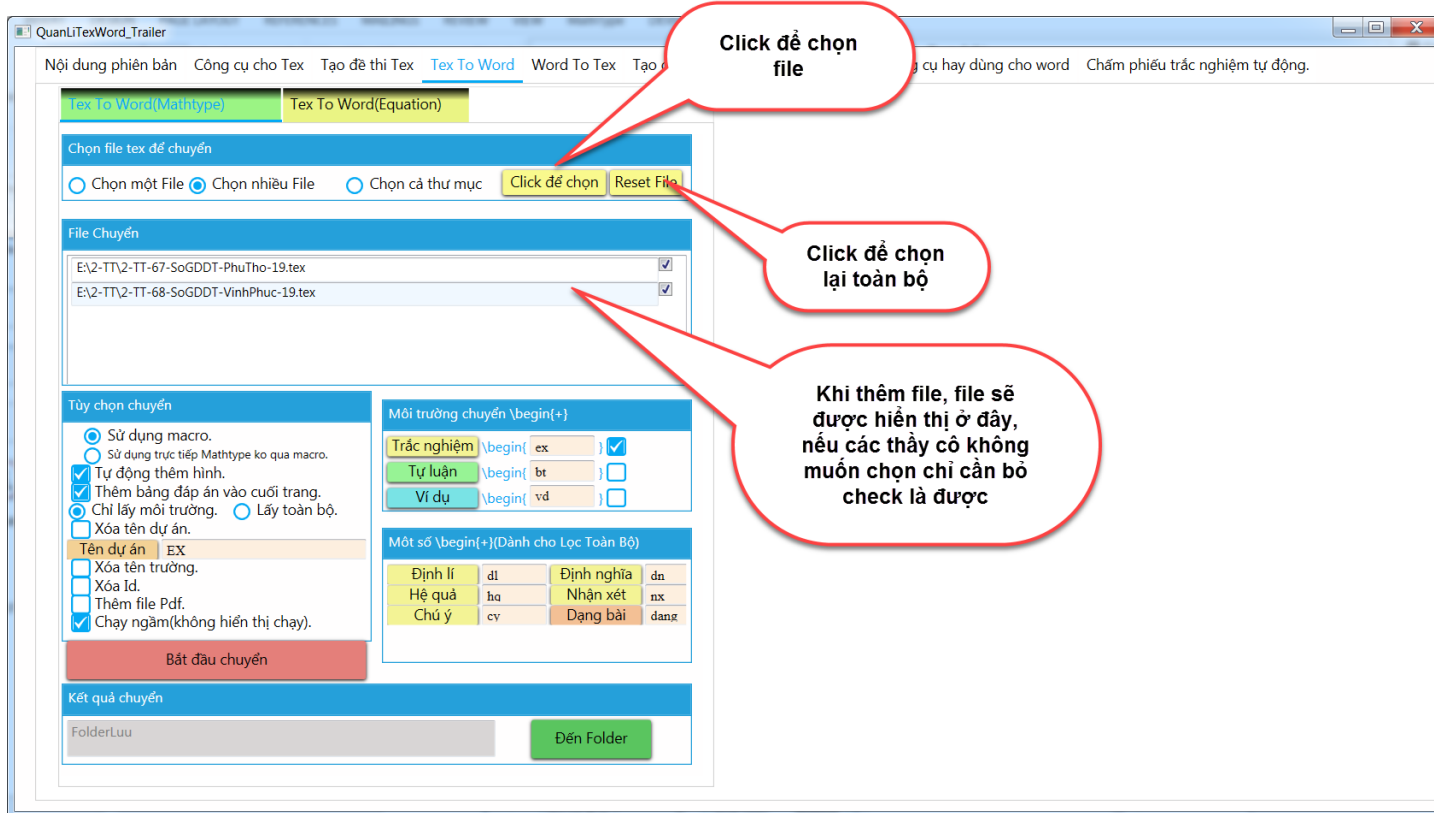 QuanLiTexWord_Trailer
Nội dung phiên bản Công cụ cho Tex Tạo đề thi Tex Tex To Word Word To Tex Tạo cụ hay dùng cho word Chấm phiếu trắc nghiệm tự động.
Click để chọn
file
Tex To Word(Mathtype) Tex To Word(Equation)
Chọn file tex để chuyển
Chọn một File Chọn nhiều File Chọn cả thư mục Click để chọn Reset File
File Chuyển
E:\2-TT\2-TT-67-SoGDDT-PhuTho-19.tex
E:\2-TT\2-TT-68-SoGDDT-VinhPhuc-19.tex
Click để chọn
lại toàn bộ
Khi thêm file, file sẽ
được hiển thị ở đây,
nếu các thầy cô không
muốn chọn chỉ cần bỏ
check là được
Tùy chọn chuyển
Sử dụng macro.
Sử dụng trực tiếp Mathtype ko qua macro.
Tự động thêm hình.
Thêm bảng đáp án vào cuối trang.
Chỉ lấy môi trường. Lấy toàn bộ.
Xóa tên dự án.
Tên dự án EX
Xóa tên trường.
Xóa Id.
Thêm file Pdf.
Chạy ngầm(không hiển thị chạy).
Bắt đầu chuyển
Môi trường chuyển \begin{+}
Trắc nghiệm \begin{ ex }
Tự luận \begin{ bt }
Ví dụ \begin{ vd }
Môt số \begin{+}(Dành cho Lọc Toàn Bộ)
Định lí dl Định nghĩa dn
Hệ quả hq Nhận xét nx
Chú ý cy Dạng bài dang
Kết quả chuyển
FolderLuu Đến Folder